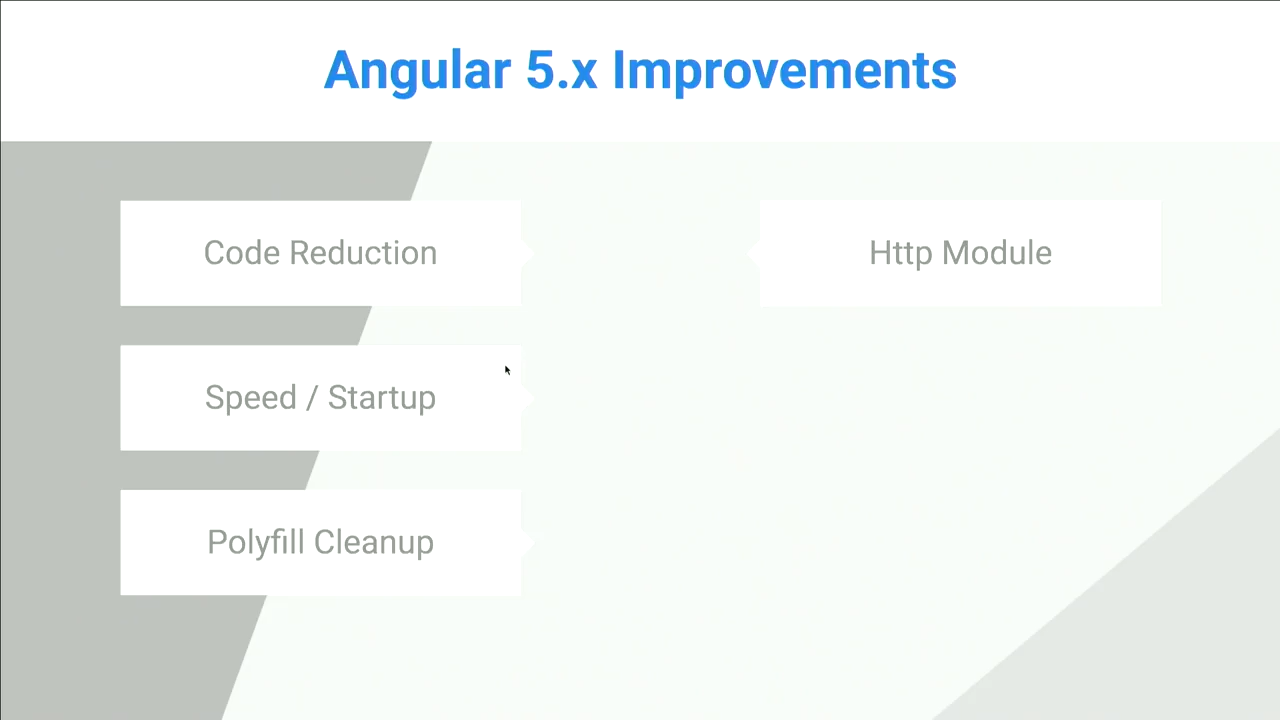 Angular 5.x Improvements
Code Reduction
Http Module
Speed / Startup
Polyfill Cleanup